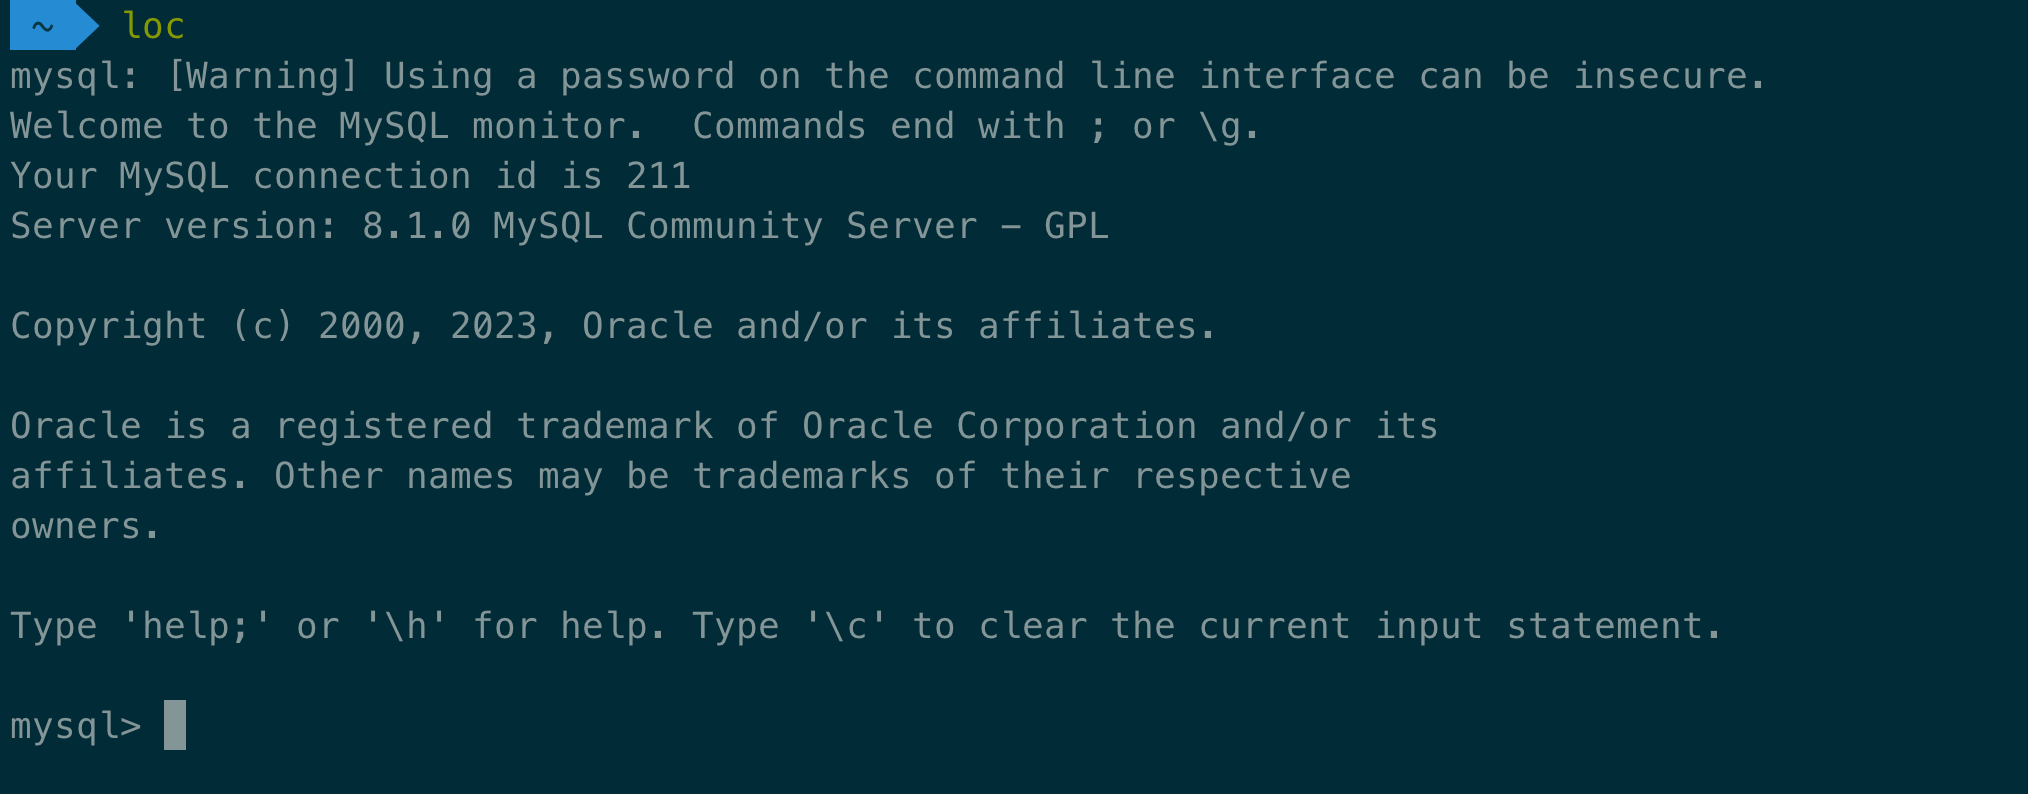 ~ loc
mysql: [Warning] Using a password on the command line interface can be insecure.
Welcome to the MySQL monitor.  Commands end with ; or \g.
Your MySQL connection id is 211
Server version: 8.1.0 MySQL Community Server - GPL
Copyright (c) 2000, 2023, Oracle and/or its affiliates.
Oracle is a registered trademark of Oracle Corporation and/or its
affiliates. Other names may be trademarks of their respective
owners.
Type 'help;' or '\h' for help. Type '\c' to clear the current input statement.
mysql>